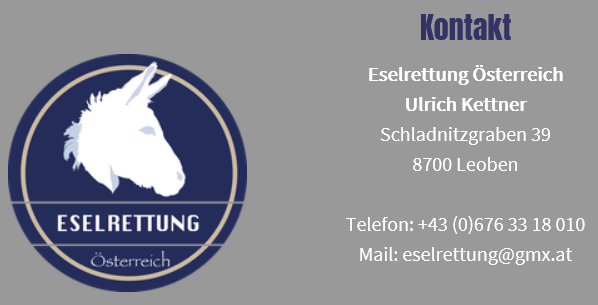 Kontakt
Eselrettung Österreich
Ulrich Kettner
Schladnitzgraben 39
8700 Leoben
Telefon: +43 (0)676 33 18 010
Mail: eselrettung@gmx.at
ESELRETTUNG
Österreich